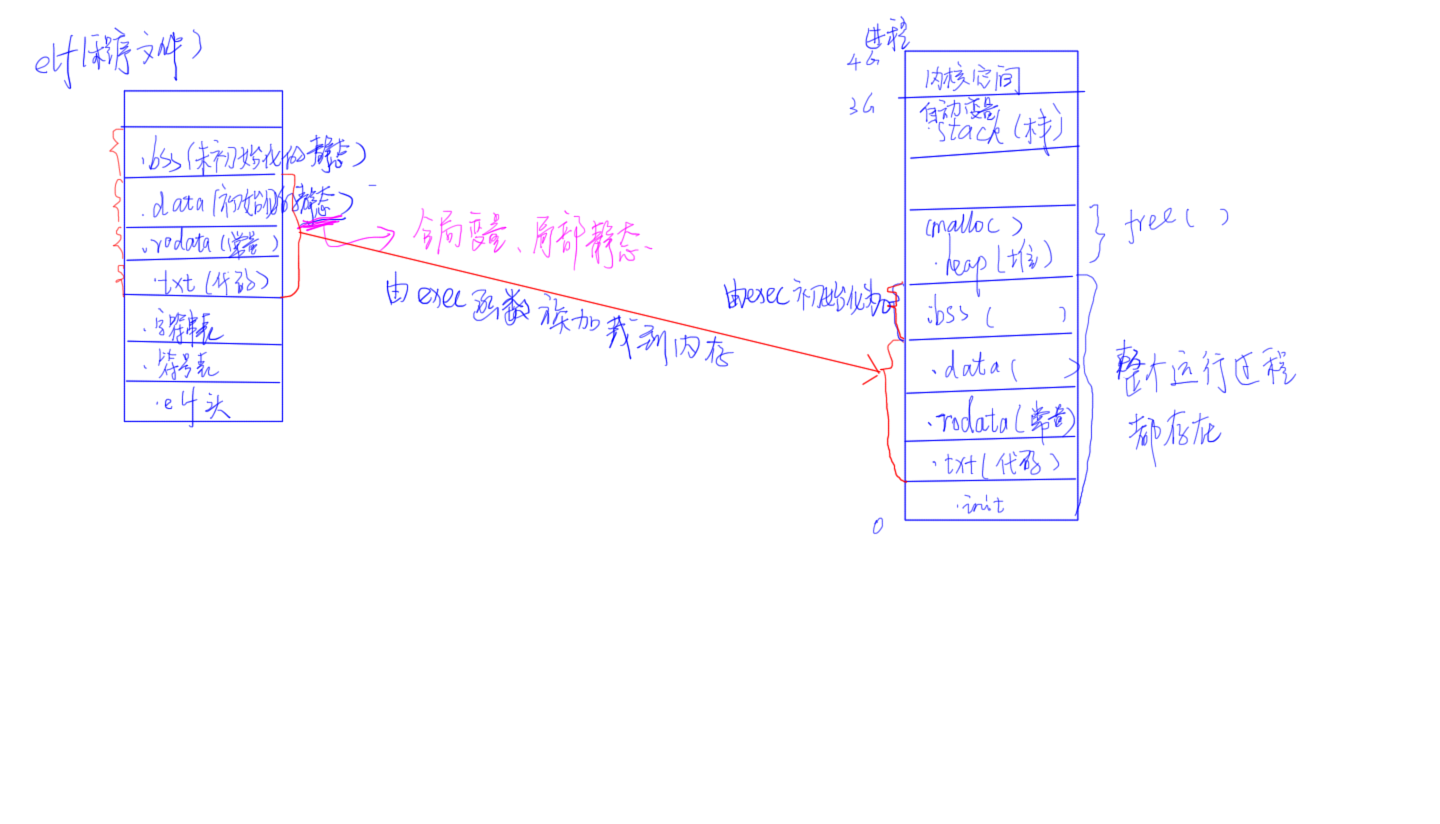 elf(程序文件)
.bss(未初始化的静态)
.data(初始化的静态)
.rodata(常量)
.txt(代码)
.字符串表
.符号表
.elf头
全局变量、局部静态
由exec函数族加载到内存
进程
4G
内核空间
3G
自动变量
.stack(栈)
(malloc)
.heap(堆)
free()
由exec初始化为0
.bss( )
.data( )
.rodata(常量)
.txt(代码)
.init
0
整个运行过程
都存在